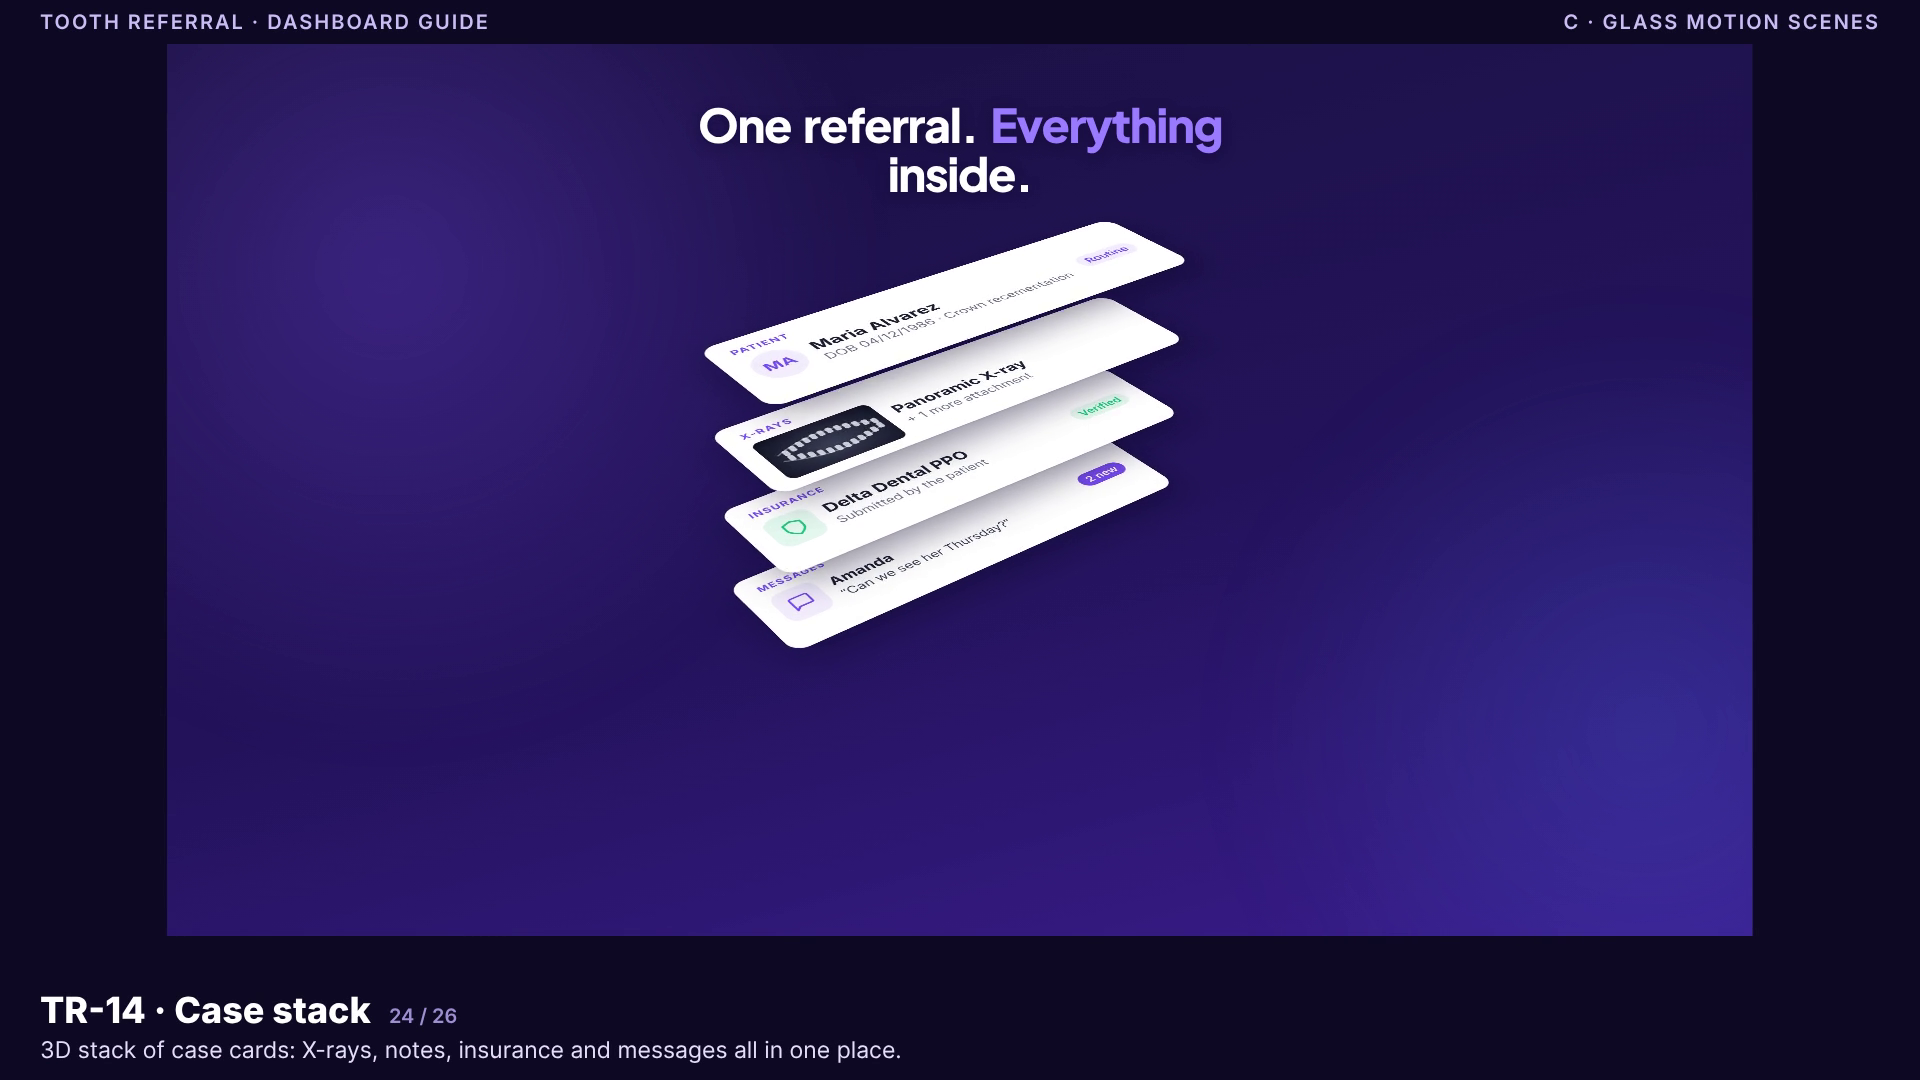 TOOTH REFERRAL · DASHBOARD GUIDE
C · GLASS MOTION SCENES
One referral. Everything
inside.
PATIENT
MA
Maria Alvarez
DOB 04/12/1986 · Crown recementation
Routine
X-RAYS
Panoramic X-ray
+ 1 more attachment
INSURANCE
Delta Dental PPO
Submitted by the patient
Verified
MESSAGES
Amanda
"Can we see her Thursday?"
2 new
TR-14 · Case stack 24 / 26
3D stack of case cards: X-rays, notes, insurance and messages all in one place.